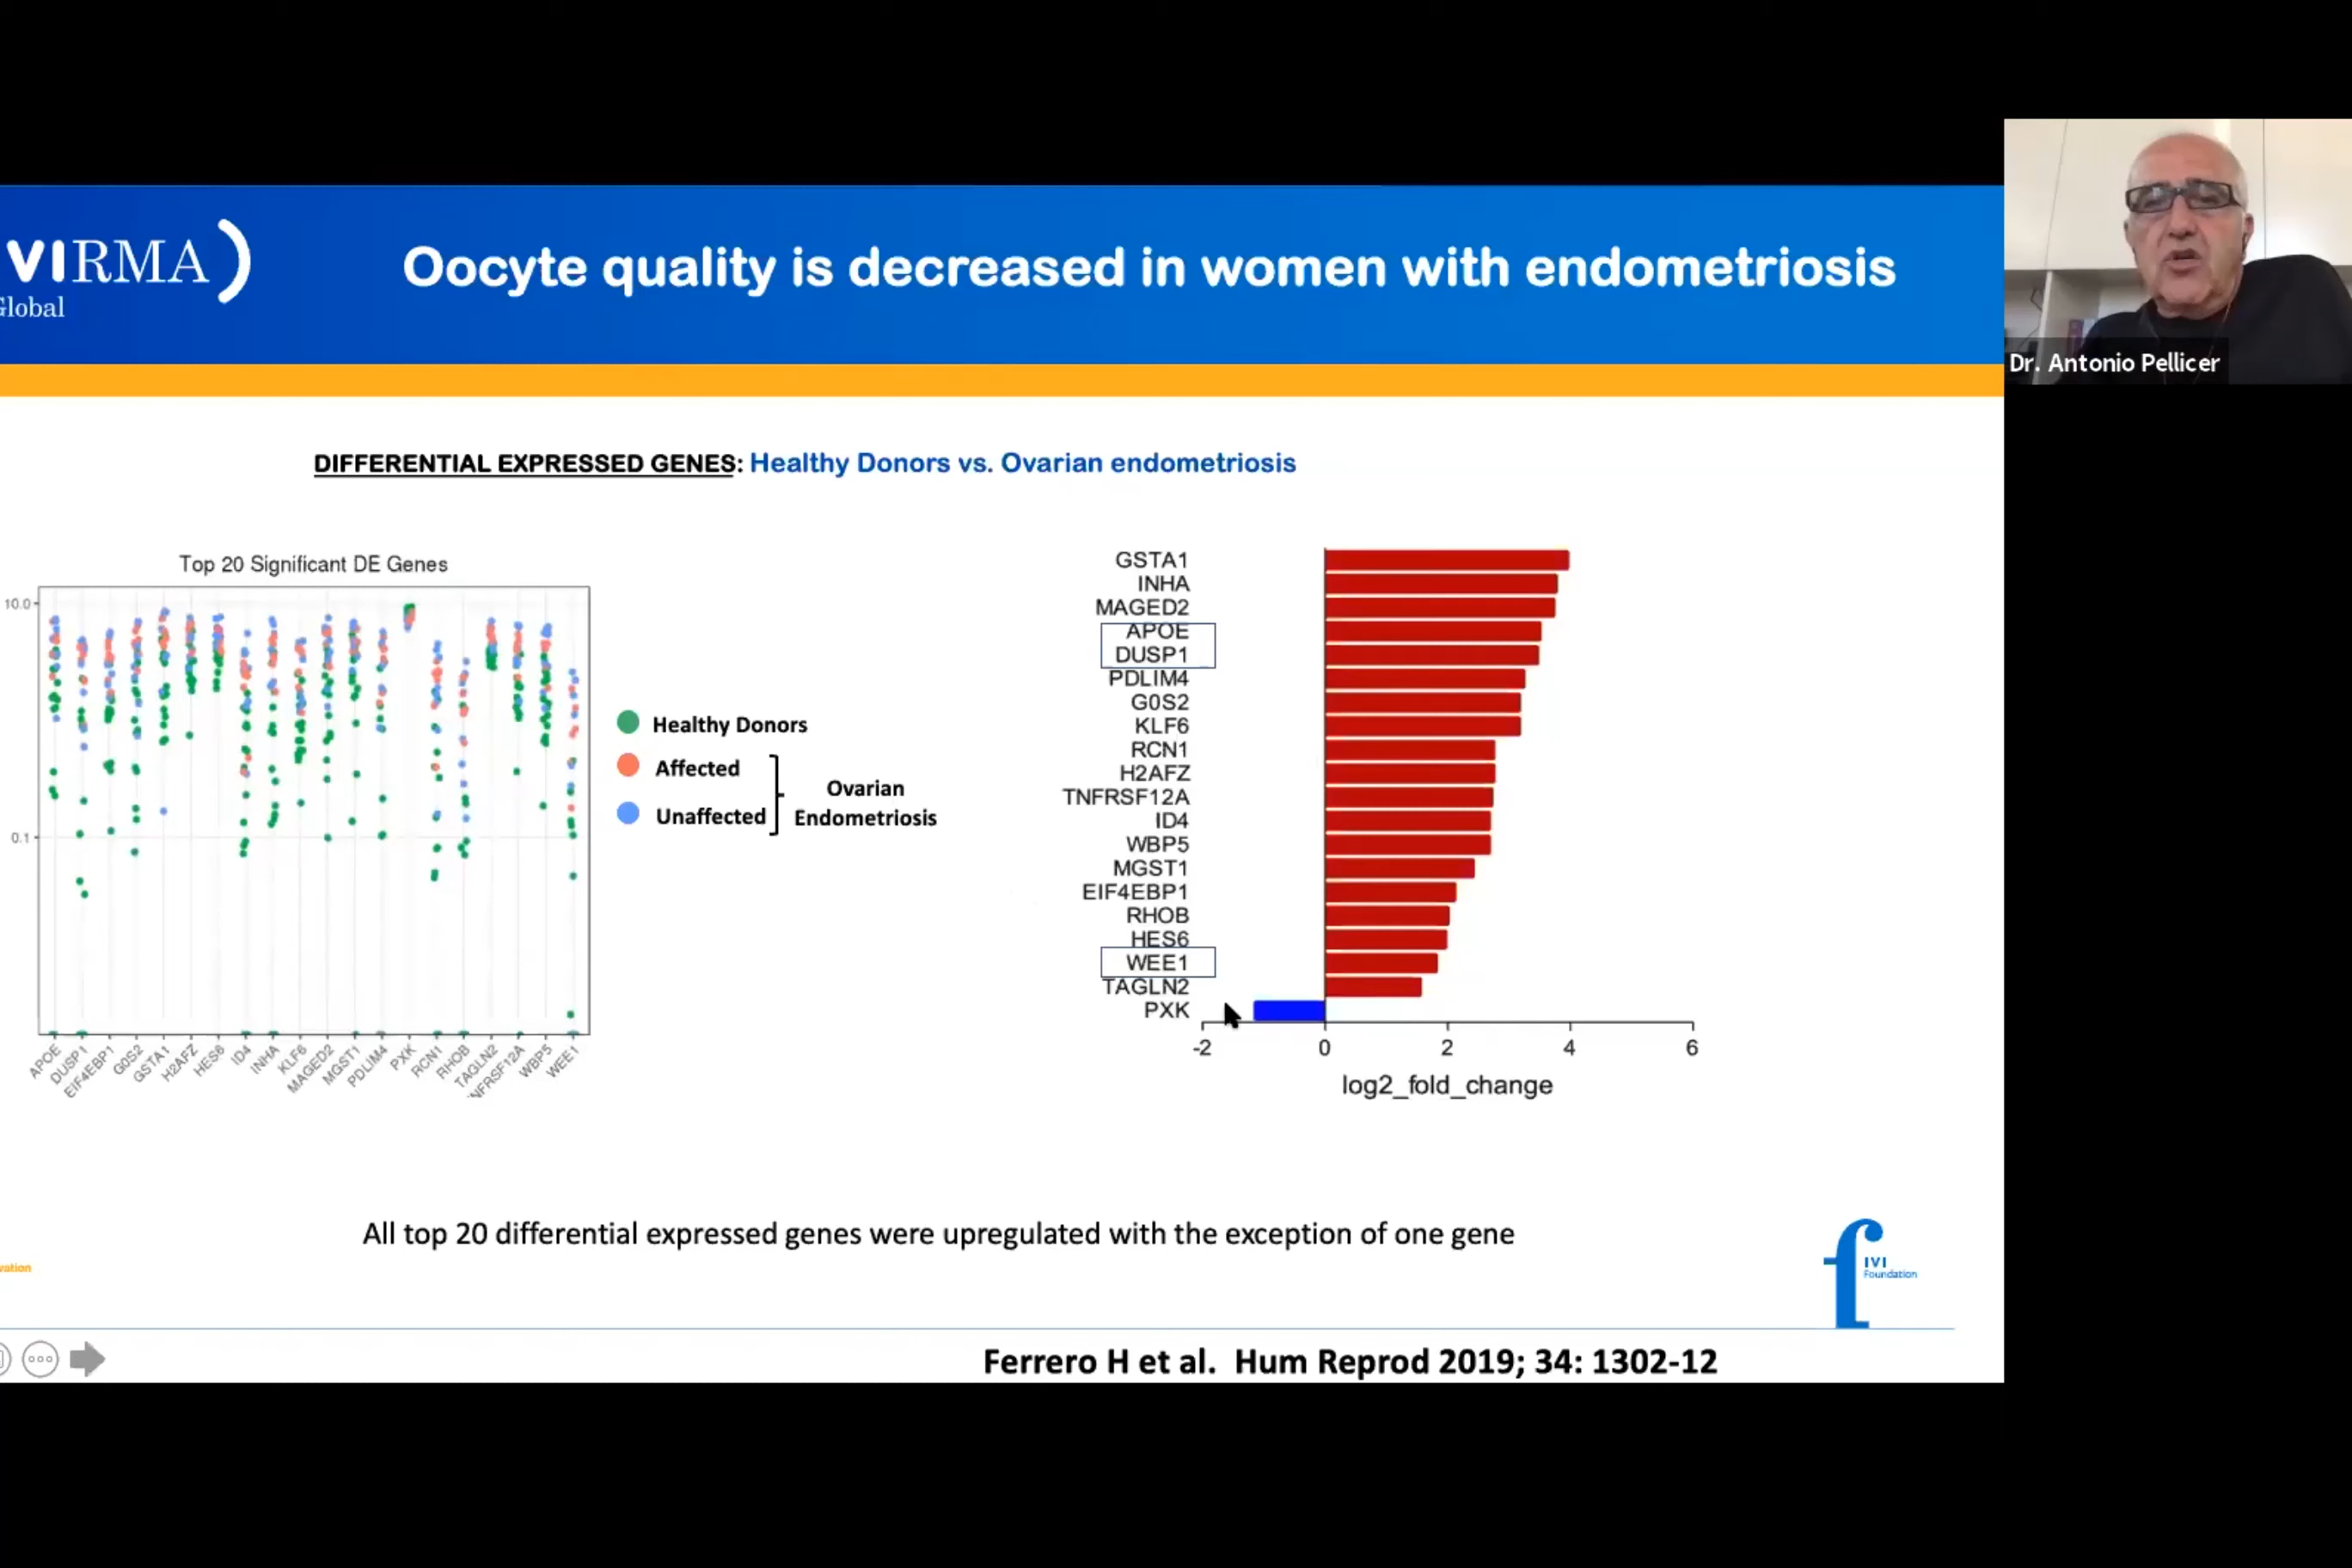 VIRMA
Global
Oocyte quality is decreased in women with endometriosis
Dr. Antonio Pellicer
DIFFERENTIAL EXPRESSED GENES: Healthy Donors vs. Ovarian endometriosis
Top 20 Significant DE Genes
10.0
0.1
APOE
DUSP1
EIF4EBP1
G0S2
GSTA1
H2AFZ
HES6
ID4
INHA
KLF6
MAGED2
MGST1
PDLIM4
PXK
RCN1
RHOB
TAGLN2
NFRSF12A
WBP5
WEE1
Healthy Donors
Affected
Unaffected
Ovarian
Endometriosis
GSTA1
INHA
MAGED2
APOE
DUSP1
PDLIM4
G0S2
KLF6
RCN1
H2AFZ
TNFRSF12A
ID4
WBP5
MGST1
EIF4EBP1
RHOB
HES6
WEE1
TAGLN2
PXK
-2 0 2 4 6
log2_fold_change
All top 20 differential expressed genes were upregulated with the exception of one gene
vation
IVI
Foundation
Ferrero H et al. Hum Reprod 2019; 34: 1302-12